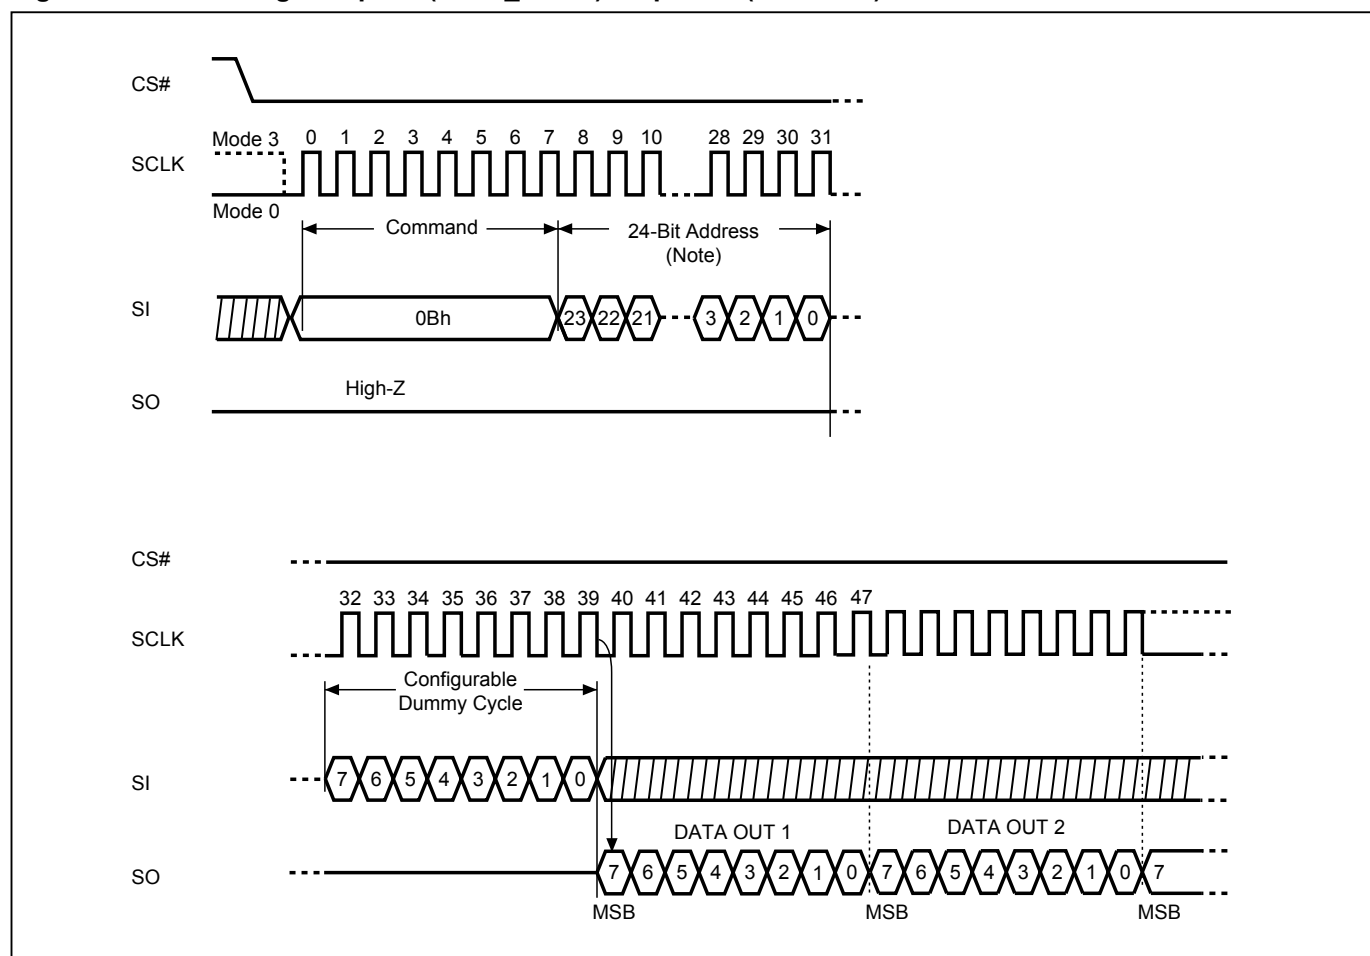 CS#
Mode 3 0 1 2 3 4 5 6 7 8 9 10 28 29 30 31
SCLK
Mode 0
Command
24-Bit Address
(Note)
SI
0Bh 23 22 21 3 2 1 0
High-Z
SO
CS#
32 33 34 35 36 37 38 39 40 41 42 43 44 45 46 47
SCLK
Configurable
Dummy Cycle
SI
7 6 5 4 3 2 1 0
DATA OUT 1 DATA OUT 2
SO
7 6 5 4 3 2 1 0 7 6 5 4 3 2 1 0 7
MSB MSB MSB